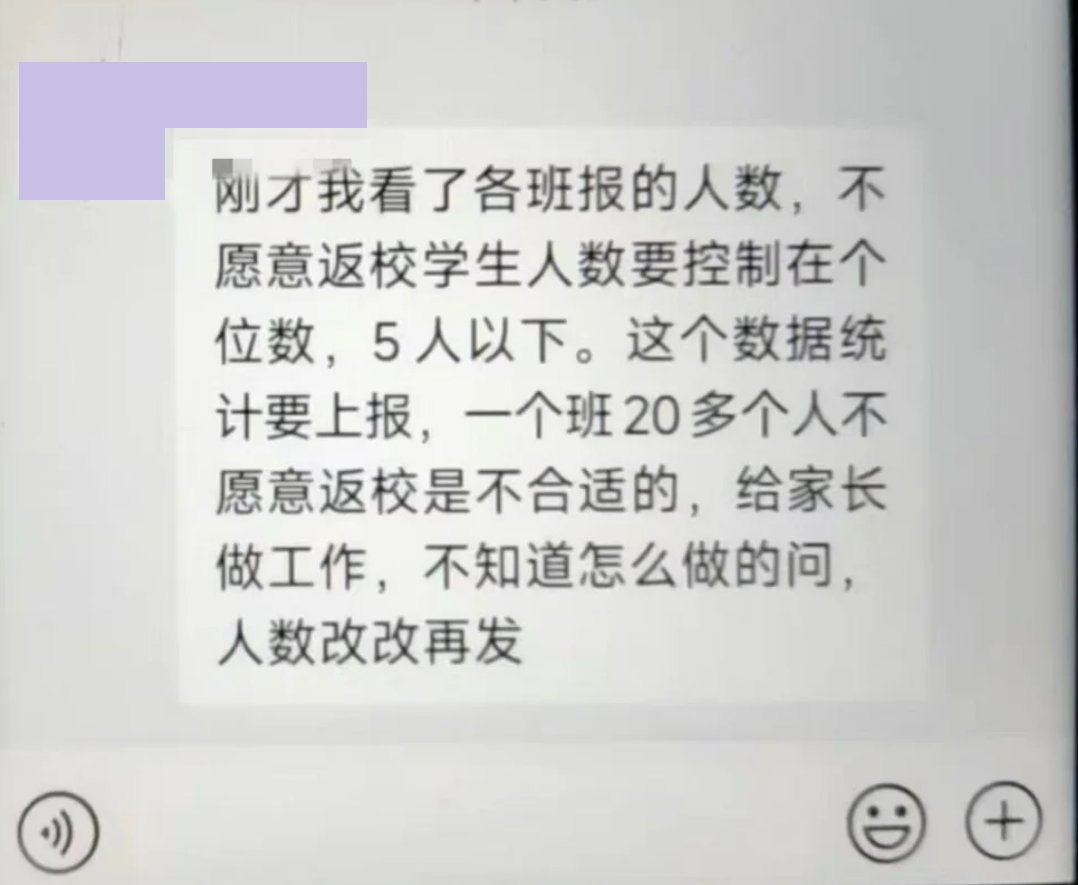 刚才我看了各班报的人数，不
愿意返校学生人数要控制在个
位数，5人以下。这个数据统
计要上报，一个班20多个人不
愿意返校是不合适的，给家长
做工作，不知道怎么做的问，
人数改改再发